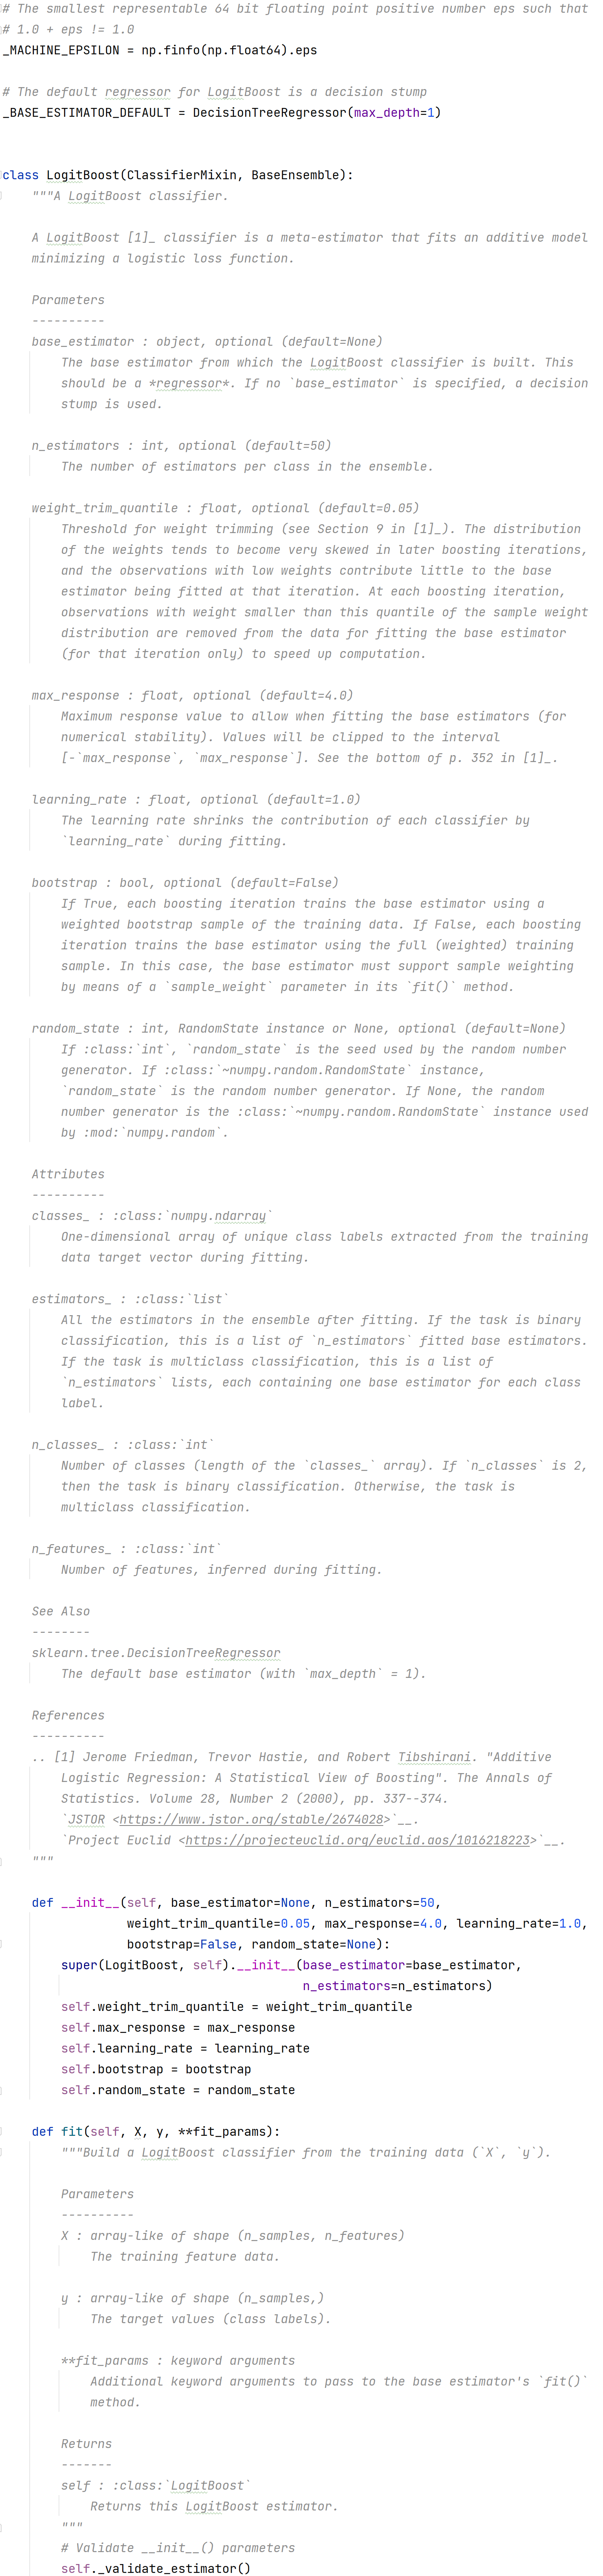 # The smallest representable 64 bit floating point positive number eps such that
# 1.0 + eps != 1.0
_MACHINE_EPSILON = np.finfo(np.float64).eps

# The default regressor for LogitBoost is a decision stump
_BASE_ESTIMATOR_DEFAULT = DecisionTreeRegressor(max_depth=1)


class LogitBoost(ClassifierMixin, BaseEnsemble):
    """A LogitBoost classifier.

    A LogitBoost [1]_ classifier is a meta-estimator that fits an additive model
    minimizing a logistic loss function.

    Parameters
    ----------
    base_estimator : object, optional (default=None)
        The base estimator from which the LogitBoost classifier is built. This
        should be a *regressor*. If no `base_estimator` is specified, a decision
        stump is used.

    n_estimators : int, optional (default=50)
        The number of estimators per class in the ensemble.

    weight_trim_quantile : float, optional (default=0.05)
        Threshold for weight trimming (see Section 9 in [1]_). The distribution
        of the weights tends to become very skewed in later boosting iterations,
        and the observations with low weights contribute little to the base
        estimator being fitted at that iteration. At each boosting iteration,
        observations with weight smaller than this quantile of the sample weight
        distribution are removed from the data for fitting the base estimator
        (for that iteration only) to speed up computation.

    max_response : float, optional (default=4.0)
        Maximum response value to allow when fitting the base estimators (for
        numerical stability). Values will be clipped to the interval
        [-`max_response`, `max_response`]. See the bottom of p. 352 in [1]_.

    learning_rate : float, optional (default=1.0)
        The learning rate shrinks the contribution of each classifier by
        `learning_rate` during fitting.

    bootstrap : bool, optional (default=False)
        If True, each boosting iteration trains the base estimator using a
        weighted bootstrap sample of the training data. If False, each boosting
        iteration trains the base estimator using the full (weighted) training
        sample. In this case, the base estimator must support sample weighting
        by means of a `sample_weight` parameter in its `fit()` method.

    random_state : int, RandomState instance or None, optional (default=None)
        If :class:`int`, `random_state` is the seed used by the random number
        generator. If :class:`~numpy.random.RandomState` instance,
        `random_state` is the random number generator. If None, the random
        number generator is the :class:`~numpy.random.RandomState` instance used
        by :mod:`numpy.random`.

    Attributes
    ----------
    classes_ : :class:`numpy.ndarray`
        One-dimensional array of unique class labels extracted from the training
        data target vector during fitting.

    estimators_ : :class:`list`
        All the estimators in the ensemble after fitting. If the task is binary
        classification, this is a list of `n_estimators` fitted base estimators.
        If the task is multiclass classification, this is a list of
        `n_estimators` lists, each containing one base estimator for each class
        label.

    n_classes_ : :class:`int`
        Number of classes (length of the `classes_` array). If `n_classes` is 2,
        then the task is binary classification. Otherwise, the task is
        multiclass classification.

    n_features_ : :class:`int`
        Number of features, inferred during fitting.

    See Also
    --------
    sklearn.tree.DecisionTreeRegressor
        The default base estimator (with `max_depth` = 1).

    References
    ----------
    .. [1] Jerome Friedman, Trevor Hastie, and Robert Tibshirani. "Additive
        Logistic Regression: A Statistical View of Boosting". The Annals of
        Statistics. Volume 28, Number 2 (2000), pp. 337--374.
        `JSTOR <https://www.jstor.org/stable/2674028>`__.
        `Project Euclid <https://projecteuclid.org/euclid.aos/1016218223>`__.
    """

    def __init__(self, base_estimator=None, n_estimators=50,
                 weight_trim_quantile=0.05, max_response=4.0, learning_rate=1.0,
                 bootstrap=False, random_state=None):
        super(LogitBoost, self).__init__(base_estimator=base_estimator,
                                         n_estimators=n_estimators)
        self.weight_trim_quantile = weight_trim_quantile
        self.max_response = max_response
        self.learning_rate = learning_rate
        self.bootstrap = bootstrap
        self.random_state = random_state

    def fit(self, X, y, **fit_params):
        """Build a LogitBoost classifier from the training data (`X`, `y`).

        Parameters
        ----------
        X : array-like of shape (n_samples, n_features)
            The training feature data.

        y : array-like of shape (n_samples,)
            The target values (class labels).

        **fit_params : keyword arguments
            Additional keyword arguments to pass to the base estimator's `fit()`
            method.

        Returns
        -------
        self : :class:`LogitBoost`
            Returns this LogitBoost estimator.
        """
        # Validate __init__() parameters
        self._validate_estimator()